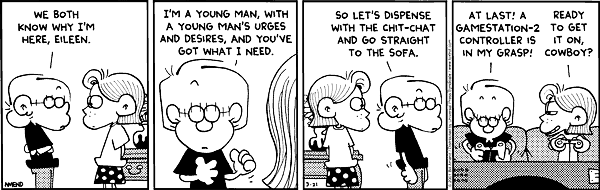 WE BOTH
KNOW WHY I'M
HERE, EILEEN.
I'M A YOUNG MAN, WITH
A YOUNG MAN'S URGES
AND DESIRES, AND YOU'VE
GOT WHAT I NEED.
SO LET'S DISPENSE
WITH THE CHIT-CHAT
AND GO STRAIGHT
TO THE SOFA.
AT LAST! A
GAMESTATION-2
CONTROLLER IS
IN MY GRASP!
READY
TO GET
IT ON,
COWBOY?
AMEND
3-21